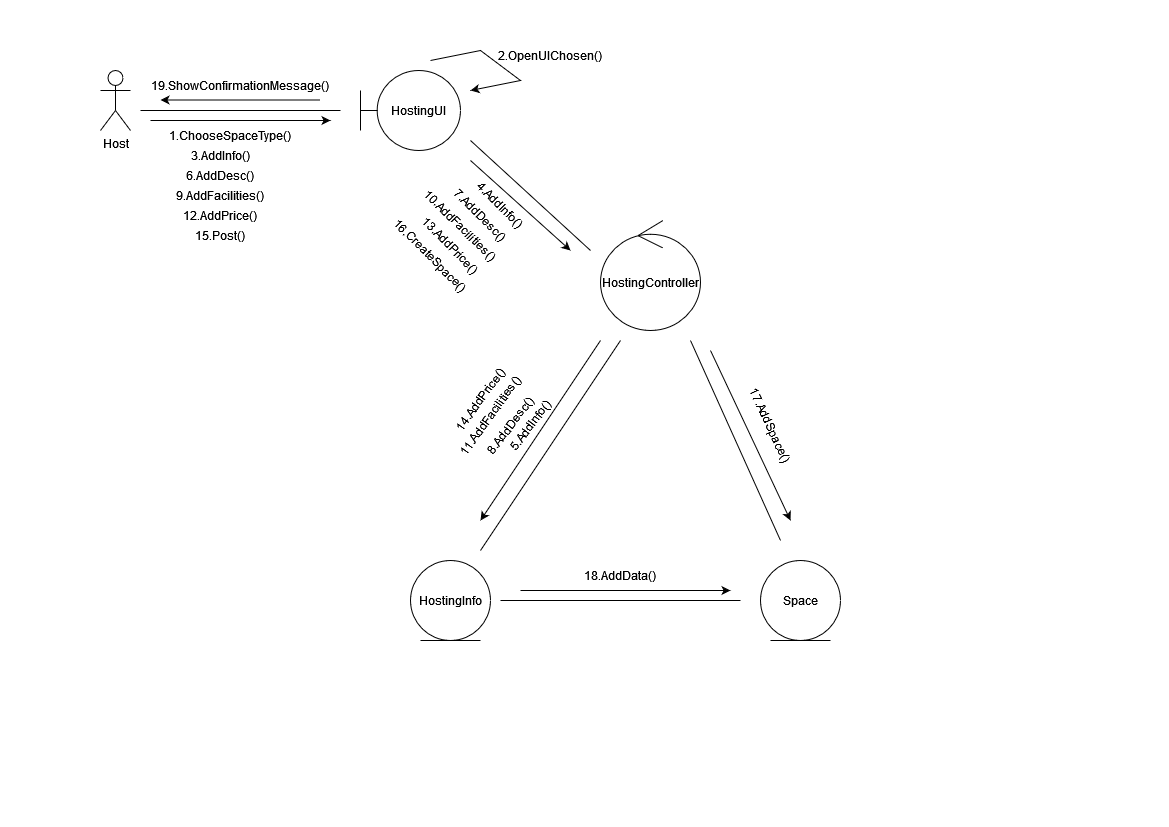 2.OpenUIChosen()
19.ShowConfirmationMessage()
HostingUI
Host
1.ChooseSpaceType()
3.AddInfo()
6.AddDesc()
9.AddFacilities()
12.AddPrice()
15.Post()
4.AddInfo()
7.AddDesc()
10.AddFacilities()
13.AddPrice()
16.CreateSpace()
HostingController
14.AddPrice()
11.AddFacilities()
8.AddDesc()
5.AddInfo()
17.AddSpace()
18.AddData()
HostingInfo
Space